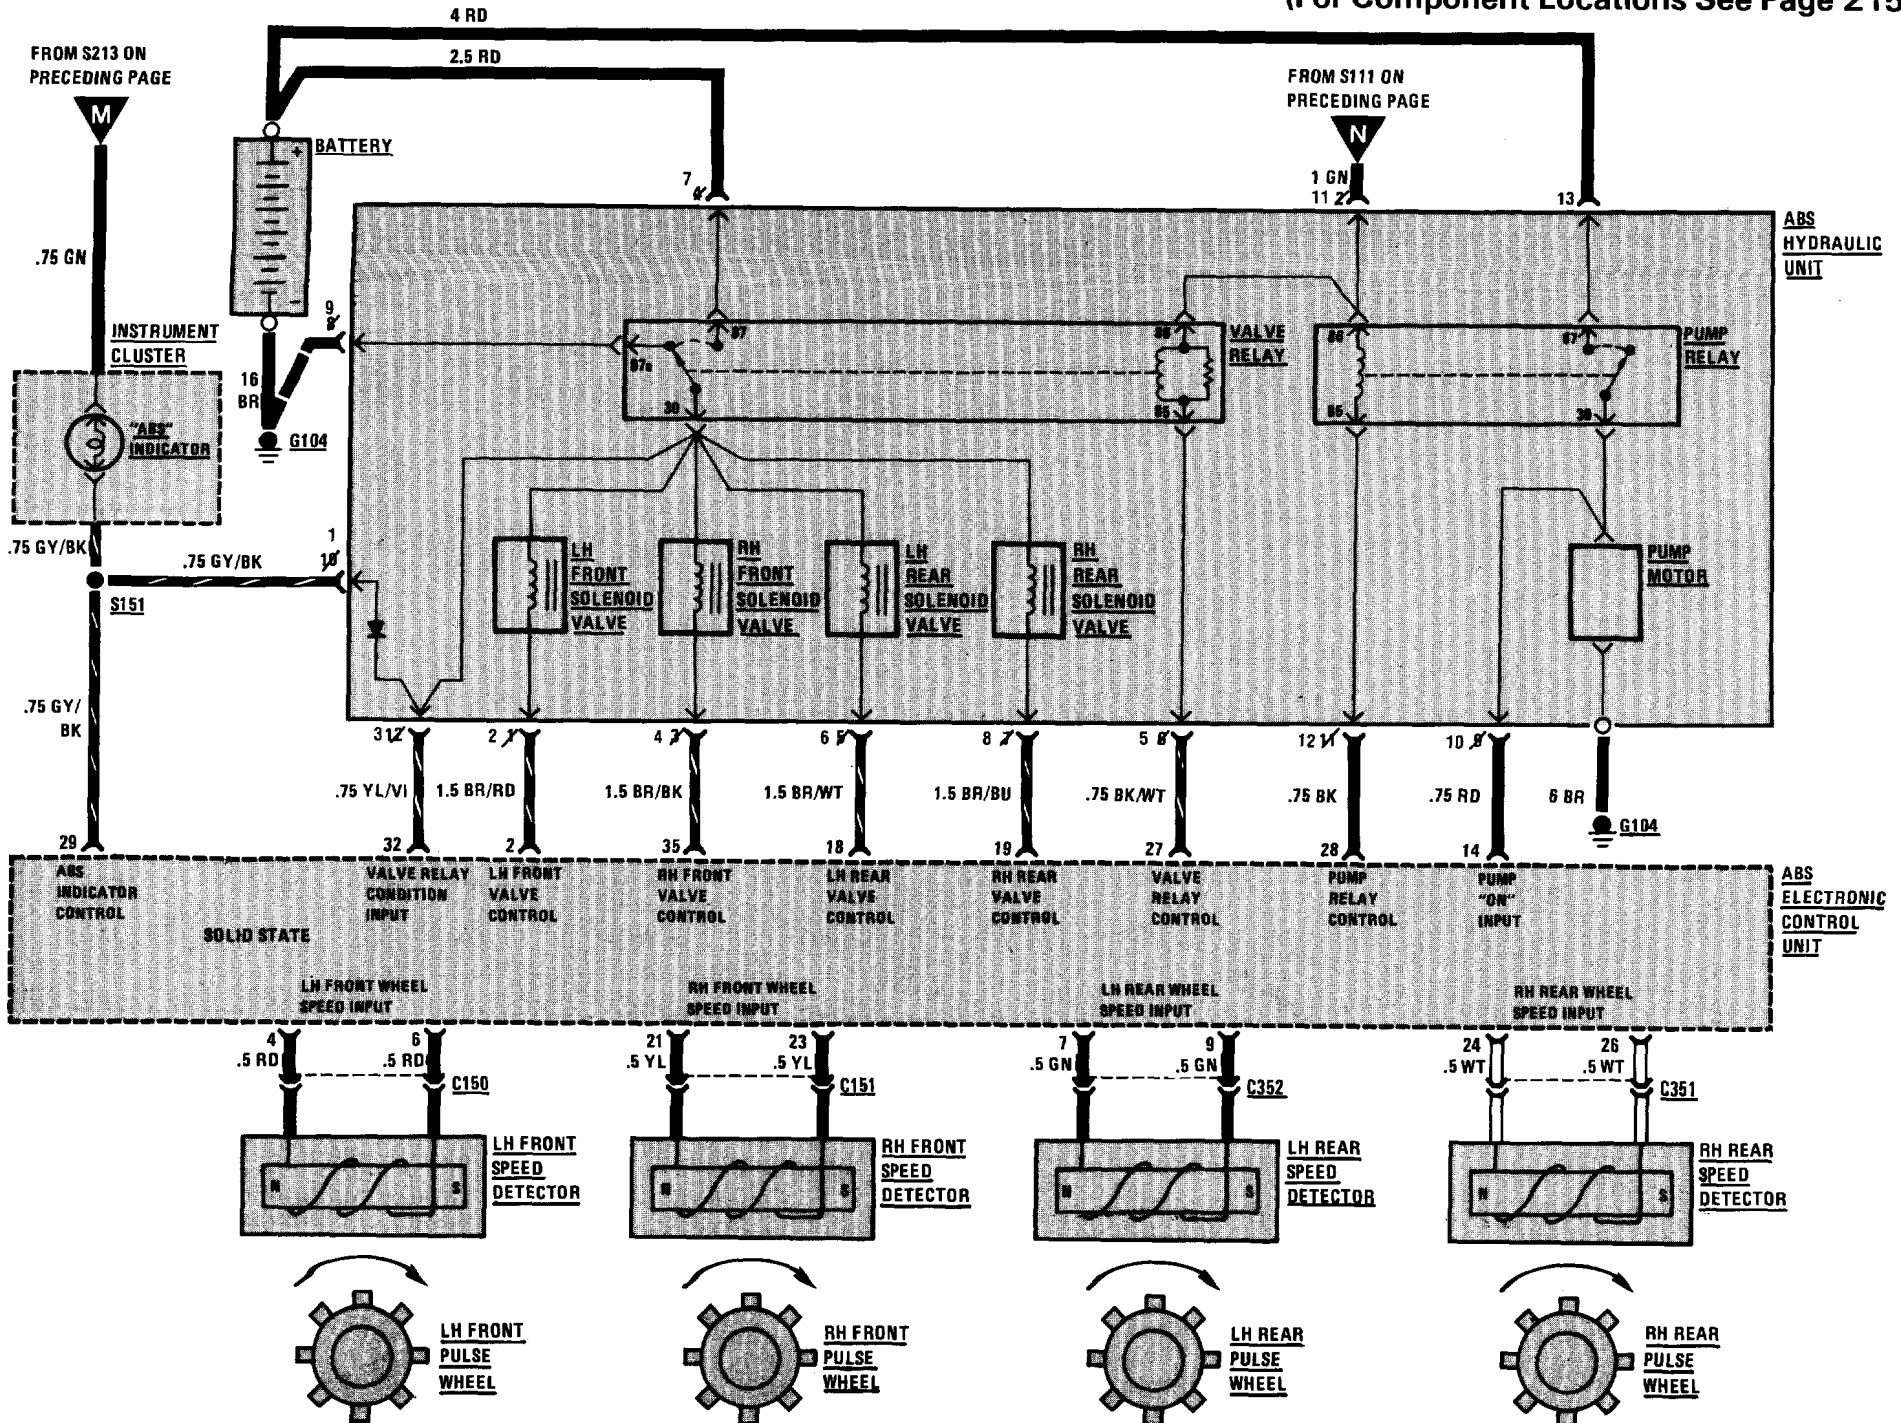 (For Component Locations See Page 215
4 RD
2.5 RD
FROM S213 ON
PRECEDING PAGE
M
FROM S111 ON
PRECEDING PAGE
N
BATTERY
+
-
7
1 GN
11 2
13
ABS
HYDRAULIC
UNIT
.75 GN
9
8
INSTRUMENT
CLUSTER
16
BR
G104
"ABS"
INDICATOR
87
87a
30
86
85
VALVE
RELAY
86
85
87
30
PUMP
RELAY
.75 GY/BK
.75 GY/BK
1
10
S151
LH
FRONT
SOLENOID
VALVE
RH
FRONT
SOLENOID
VALVE
LH
REAR
SOLENOID
VALVE
RH
REAR
SOLENOID
VALVE
PUMP
MOTOR
.75 GY/
BK
3 12
2 1
4 3
6 5
8 7
5 6
12 11
10 9
.75 YL/VI
1.5 BR/RD
1.5 BR/BK
1.5 BR/WT
1.5 BR/BU
.75 BK/WT
.75 BK
.75 RD
6 BR
G104
29
32
2
35
18
19
27
28
14
ABS
INDICATOR
CONTROL
VALVE RELAY
CONDITION
INPUT
LH FRONT
VALVE
CONTROL
RH FRONT
VALVE
CONTROL
LH REAR
VALVE
CONTROL
RH REAR
VALVE
CONTROL
VALVE
RELAY
CONTROL
PUMP
RELAY
CONTROL
PUMP
"ON"
INPUT
ABS
ELECTRONIC
CONTROL
UNIT
SOLID STATE
LH FRONT WHEEL
SPEED INPUT
RH FRONT WHEEL
SPEED INPUT
LH REAR WHEEL
SPEED INPUT
RH REAR WHEEL
SPEED INPUT
4
.5 RD
6
.5 RD
C150
21
.5 YL
23
.5 YL
C151
7
.5 GN
9
.5 GN
C352
24
.5 WT
26
.5 WT
C351
N
S
LH FRONT
SPEED
DETECTOR
N
S
RH FRONT
SPEED
DETECTOR
N
S
LH REAR
SPEED
DETECTOR
N
S
RH REAR
SPEED
DETECTOR
LH FRONT
PULSE
WHEEL
RH FRONT
PULSE
WHEEL
LH REAR
PULSE
WHEEL
RH REAR
PULSE
WHEEL